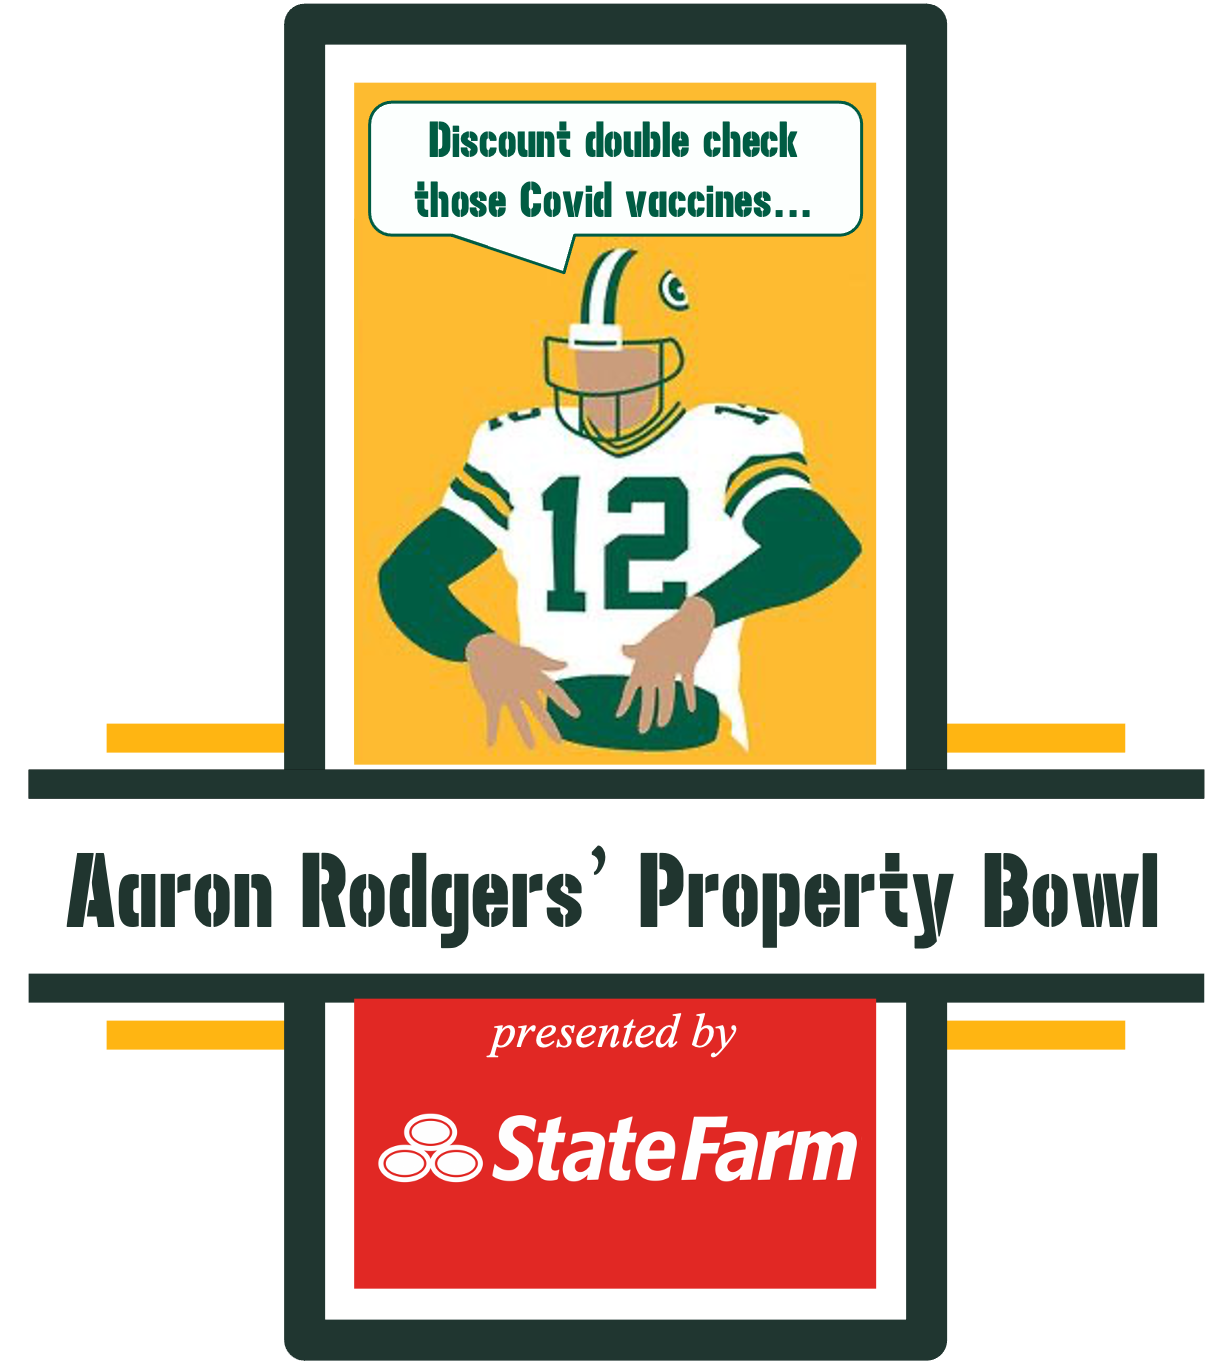 Discount double check
those Covid vaccines...
12
Aaron Rodgers’ Property Bowl
presented by
State Farm